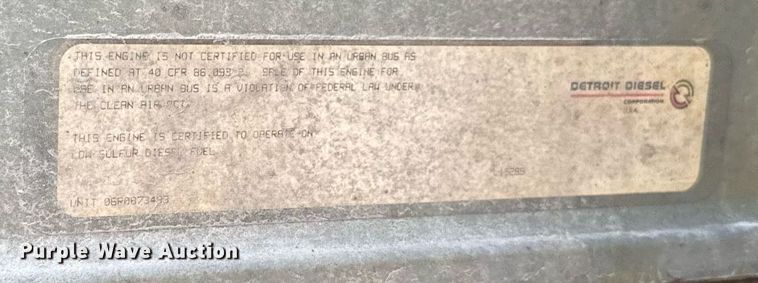 THIS ENGINE IS NOT CERTIFIED FOR USE IN AN URBAN BUS AS
DEFINED AT 40 CFR 86.093-2. SALE OF THIS ENGINE FOR
USE IN AN URBAN BUS IS A VIOLATION OF FEDERAL LAW UNDER
THE CLEAN AIR ACT.
THIS ENGINE IS CERTIFIED TO OPERATE ON
LOW SULFUR DIESEL FUEL
UNIT 06R0873493
DETROIT DIESEL
CORPORATION
U.S.A.
Purple Wave Auction